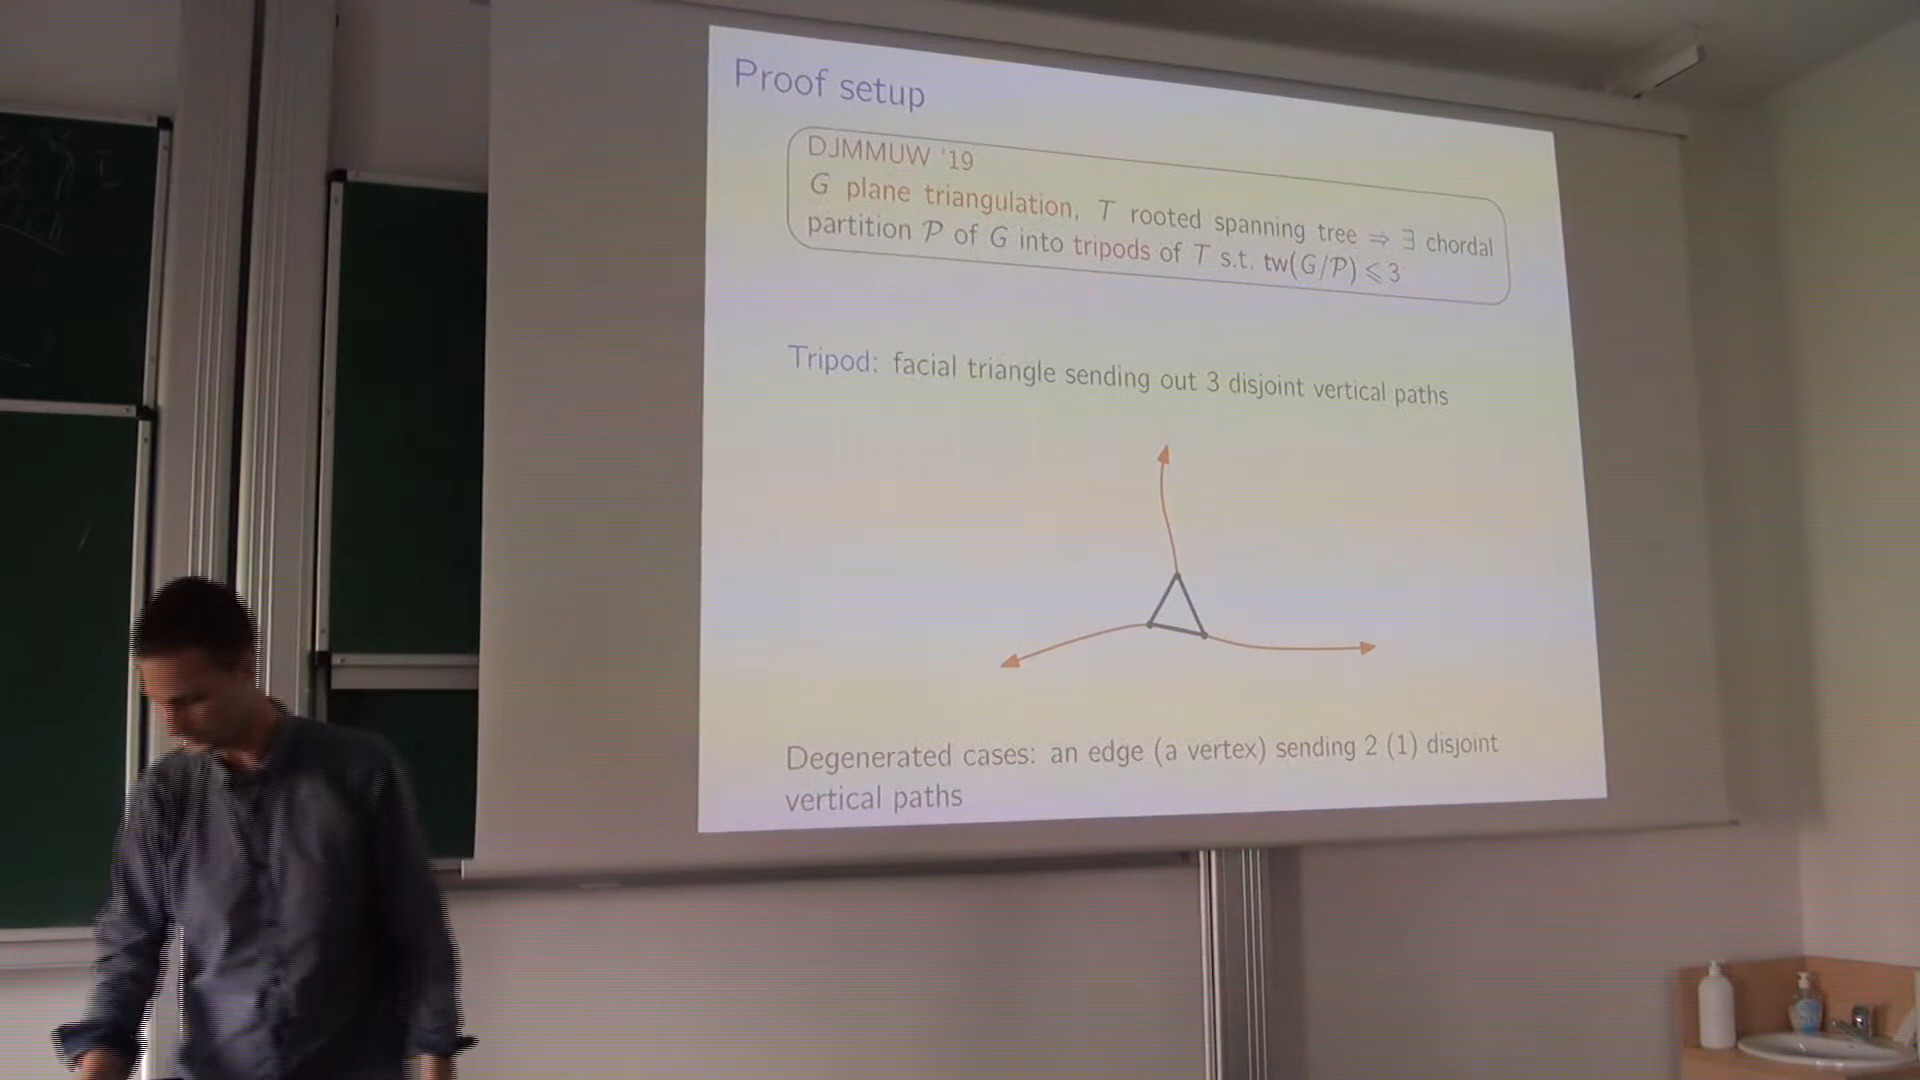 Proof setup
DJMMUW '19
G plane triangulation, T rooted spanning tree ⇒ ∃ chordal
partition 𝒫 of G into tripods of T s.t. tw(G/𝒫) ⩽ 3
Tripod: facial triangle sending out 3 disjoint vertical paths
Degenerated cases: an edge (a vertex) sending 2 (1) disjoint
vertical paths